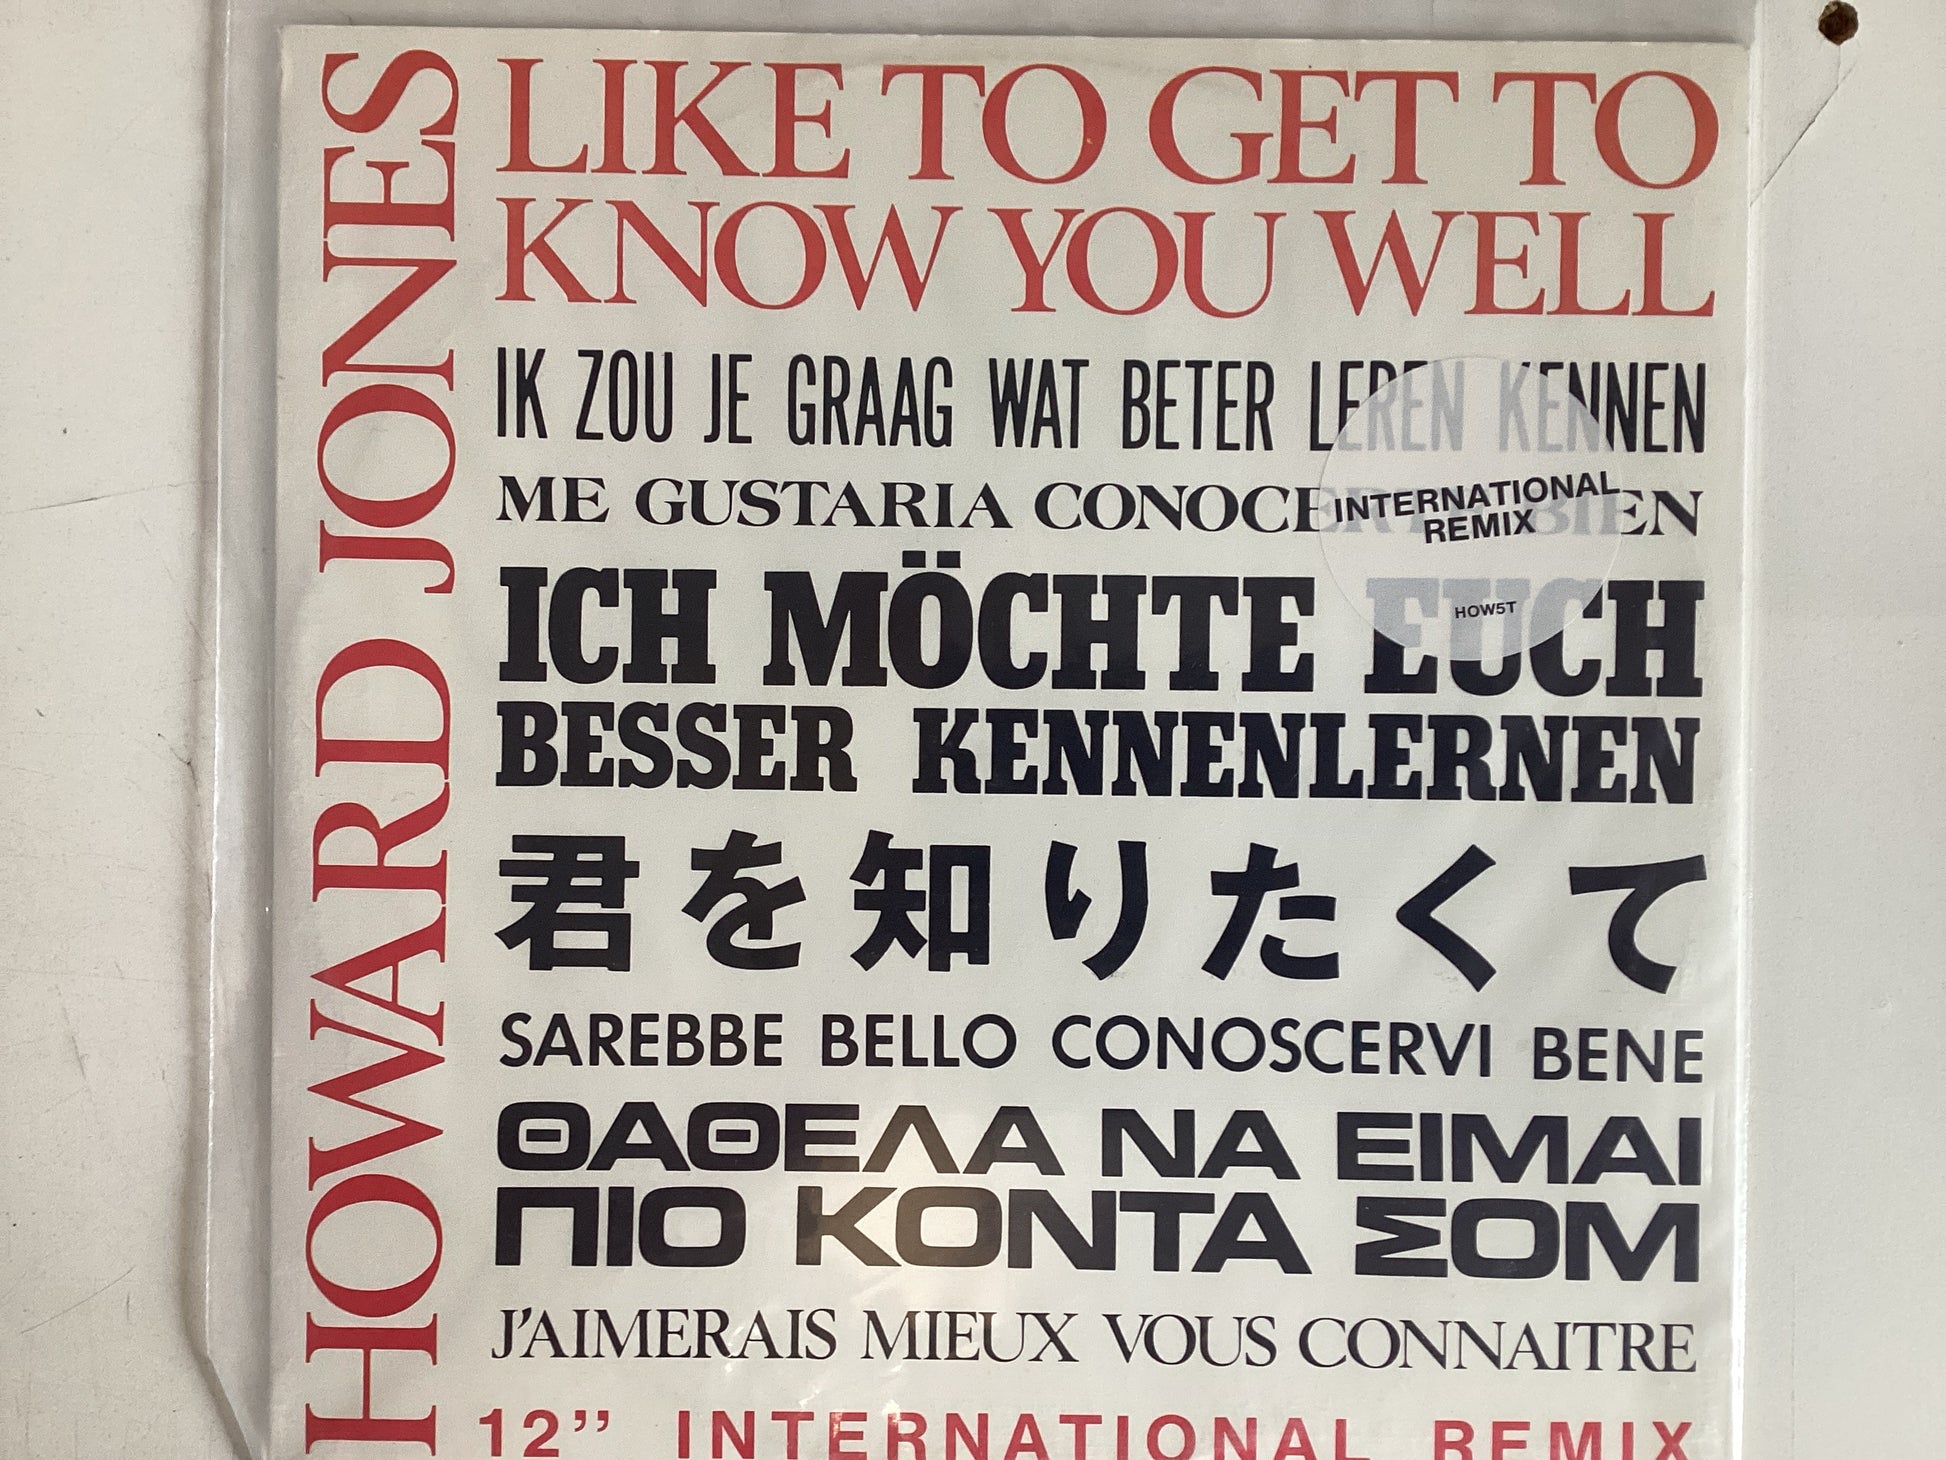 HOWARD JONES
LIKE TO GET TO
KNOW YOU WELL
IK ZOU JE GRAAG WAT BETER LEREN KENNEN
ME GUSTARIA CONOCERTE BIEN
INTERNATIONAL
REMIX
HOW5T
ICH MÖCHTE EUCH
BESSER KENNENLERNEN
君を知りたくて
SAREBBE BELLO CONOSCERVI BENE
ΘΑΘΕΛΑ ΝΑ ΕΙΜΑΙ
ΠΙΟ ΚΟΝΤΑ ΣΟΜ
J'AIMERAIS MIEUX VOUS CONNAITRE
12” INTERNATIONAL REMIX